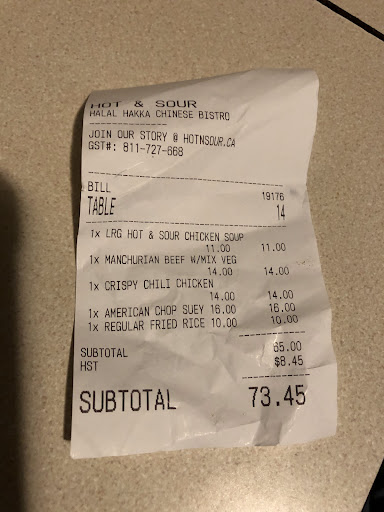 HOT & SOUR
HALAL HAKKA CHINESE BISTRO
JOIN OUR STORY @ HOTNSOUR.CA
GST#: 811-727-668
BILL 19176
TABLE 14
1x LRG HOT & SOUR CHICKEN SOUP
11.00 11.00
1x MANCHURIAN BEEF W/MIX VEG
14.00 14.00
1x CRISPY CHILI CHICKEN
14.00 14.00
1x AMERICAN CHOP SUEY 16.00 16.00
1x REGULAR FRIED RICE 10.00 10.00
SUBTOTAL 65.00
HST $8.45
SUBTOTAL 73.45